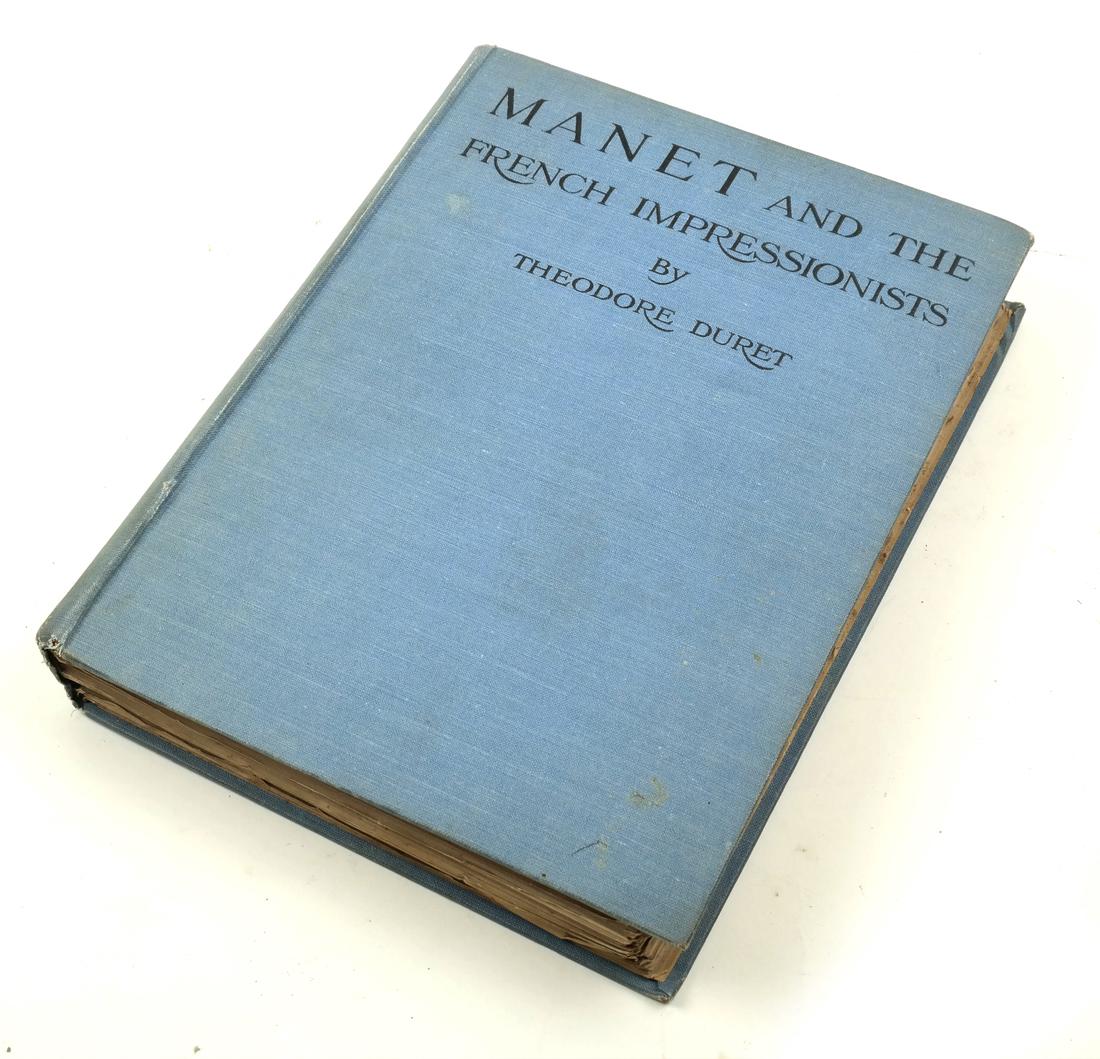 MANET AND THE
FRENCH IMPRESSIONISTS
By
THEODORE DURET